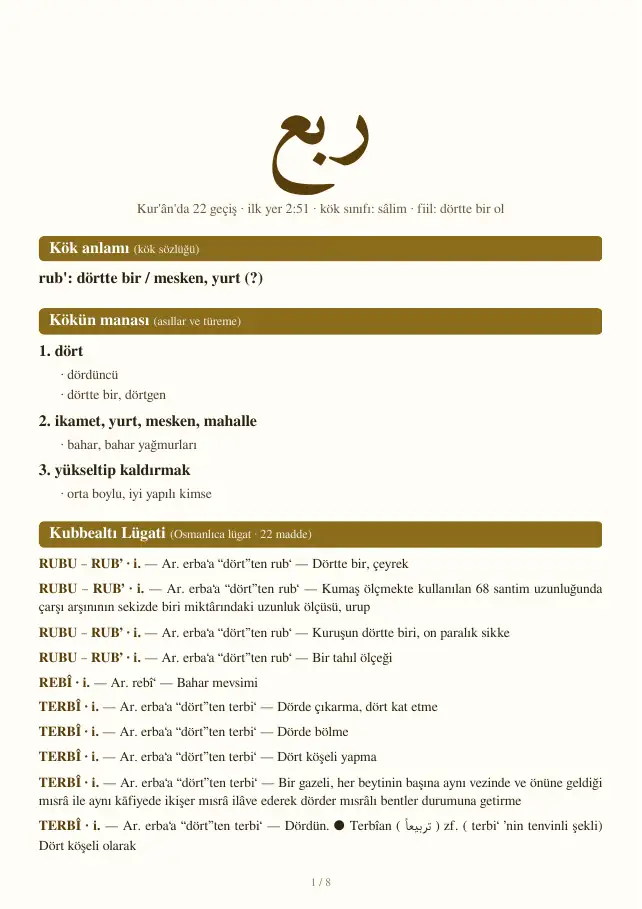 ربع
Kur'ân'da 22 geçiş · ilk yer 2:51 · kök sınıfı: sâlim · fiil: dörtte bir ol
Kök anlamı (kök sözlüğü)
rub': dörtte bir / mesken, yurt (?)
Kökün manası (asıllar ve türeme)
1. dört
· dördüncü
· dörtte bir, dörtgen
2. ikamet, yurt, mesken, mahalle
· bahar, bahar yağmurları
3. yükseltip kaldırmak
· orta boylu, iyi yapılı kimse
Kubbealtı Lügati (Osmanlıca lügat · 22 madde)
RUBU – RUB’ · i. — Ar. erba‘a “dört”ten rub‘ — Dörtte bir, çeyrek
RUBU – RUB’ · i. — Ar. erba‘a “dört”ten rub‘ — Kumaş ölçmekte kullanılan 68 santim uzunluğunda
çarşı arşınının sekizde biri miktârındaki uzunluk ölçüsü, urup
RUBU – RUB’ · i. — Ar. erba‘a “dört”ten rub‘ — Kuruşun dörtte biri, on paralık sikke
RUBU – RUB’ · i. — Ar. erba‘a “dört”ten rub‘ — Bir tahıl ölçeği
REBÎ · i. — Ar. rebі̂‘ — Bahar mevsimi
TERBÎ · i. — Ar. erba‘a “dört”ten terbі‘ — Dörde çıkarma, dört kat etme
TERBÎ · i. — Ar. erba‘a “dört”ten terbі‘ — Dörde bölme
TERBÎ · i. — Ar. erba‘a “dört”ten terbі‘ — Dört köşeli yapma
TERBÎ · i. — Ar. erba‘a “dört”ten terbі‘ — Bir gazeli, her beytinin başına aynı vezinde ve önüne geldiği
mısrâ ile aynı kāfiyede ikişer mısrâ ilâve ederek dörder mısrâlı bentler durumuna getirme
TERBÎ · i. — Ar. erba‘a “dört”ten terbі‘ — Dördün. ● Terbîan ( تربيعاً ) zf. ( terbi‘ ’nin tenvinli şekli)
Dört köşeli olarak
1 / 8